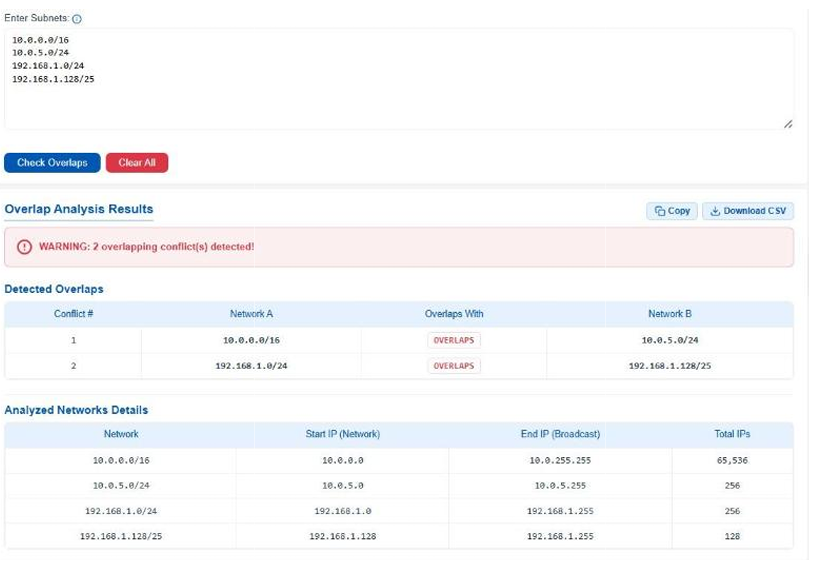 Enter Subnets:
10.0.0.0/16
10.0.5.0/24
192.168.1.0/24
192.168.1.128/25
Check Overlaps Clear All
Overlap Analysis Results Copy Download CSV
WARNING: 2 overlapping conflict(s) detected!
Detected Overlaps
Conflict # Network A Overlaps With Network B
1 10.0.0.0/16 OVERLAPS 10.0.5.0/24
2 192.168.1.0/24 OVERLAPS 192.168.1.128/25
Analyzed Networks Details
Network Start IP (Network) End IP (Broadcast) Total IPs
10.0.0.0/16 10.0.0.0 10.0.255.255 65,536
10.0.5.0/24 10.0.5.0 10.0.5.255 256
192.168.1.0/24 192.168.1.0 192.168.1.255 256
192.168.1.128/25 192.168.1.128 192.168.1.255 128